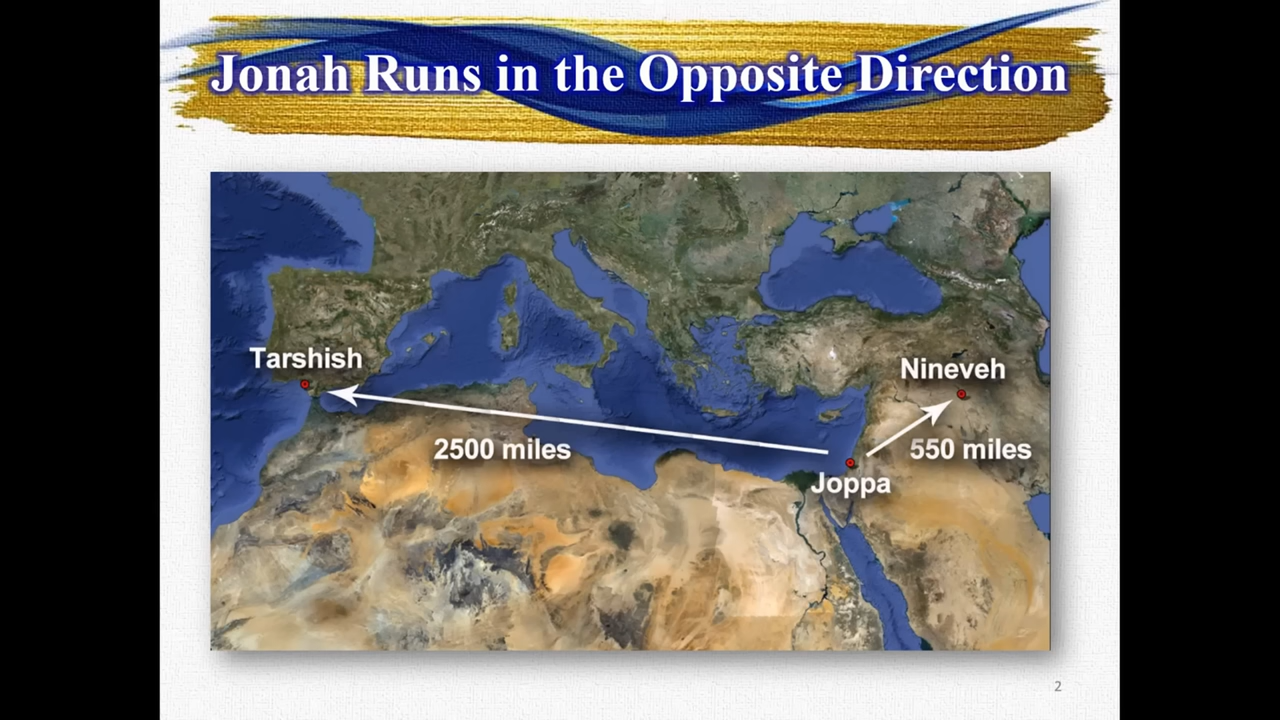 Jonah Runs in the Opposite Direction
Tarshish
Nineveh
2500 miles
550 miles
Joppa
2